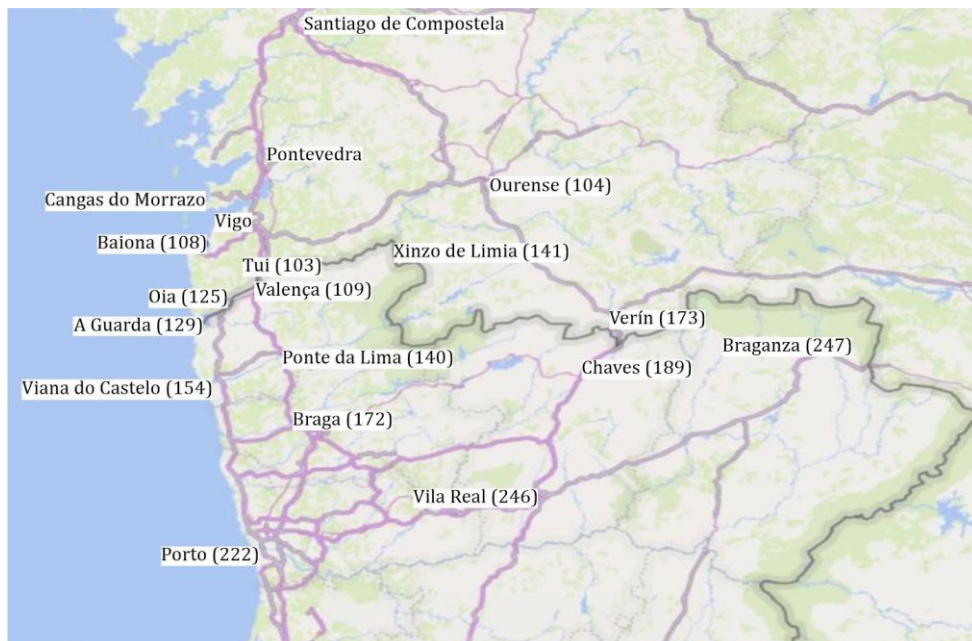 Santiago de Compostela
Pontevedra
Ourense (104)
Cangas do Morrazo
Vigo
Baiona (108)
Xinzo de Limia (141)
Tui (103)
Valença (109)
Oia (125)
A Guarda (129)
Verín (173)
Braganza (247)
Ponte da Lima (140)
Chaves (189)
Viana do Castelo (154)
Braga (172)
Vila Real (246)
Porto (222)